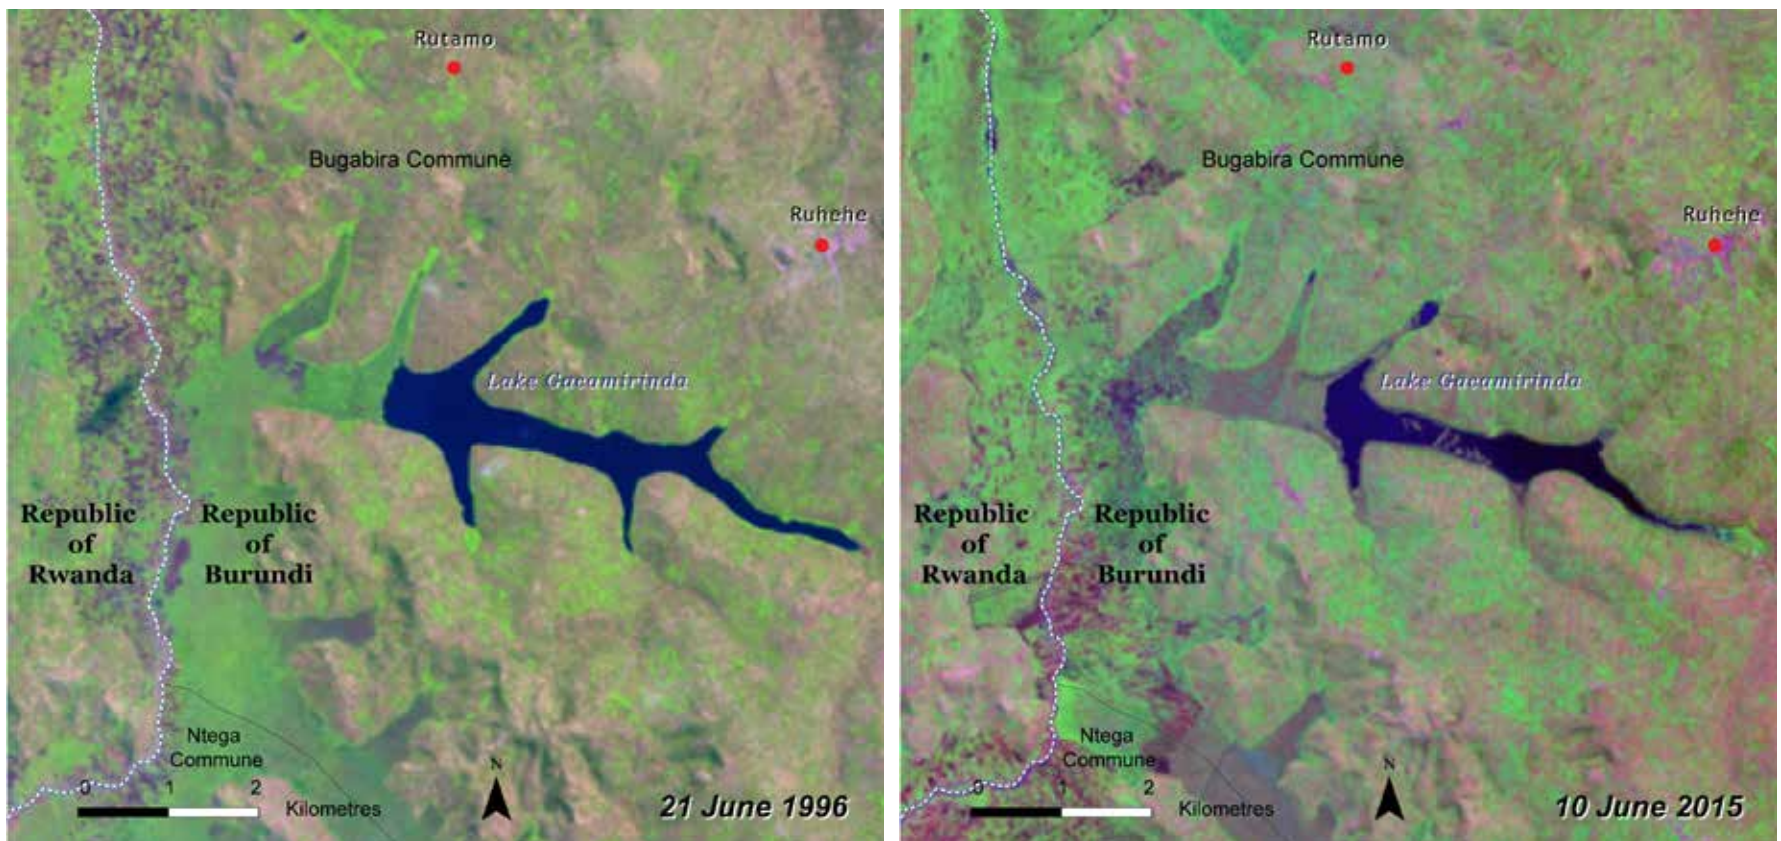 Rutamo
Bugabira Commune
Ruhehe
Lake Gacamirinda
Republic
of
Rwanda
Republic
of
Burundi
Ntega
Commune
0 1 2
Kilometres
N
21 June 1996
Rutamo
Bugabira Commune
Ruhehe
Lake Gacamirinda
Republic
of
Rwanda
Republic
of
Burundi
Ntega
Commune
0 1 2
Kilometres
N
10 June 2015